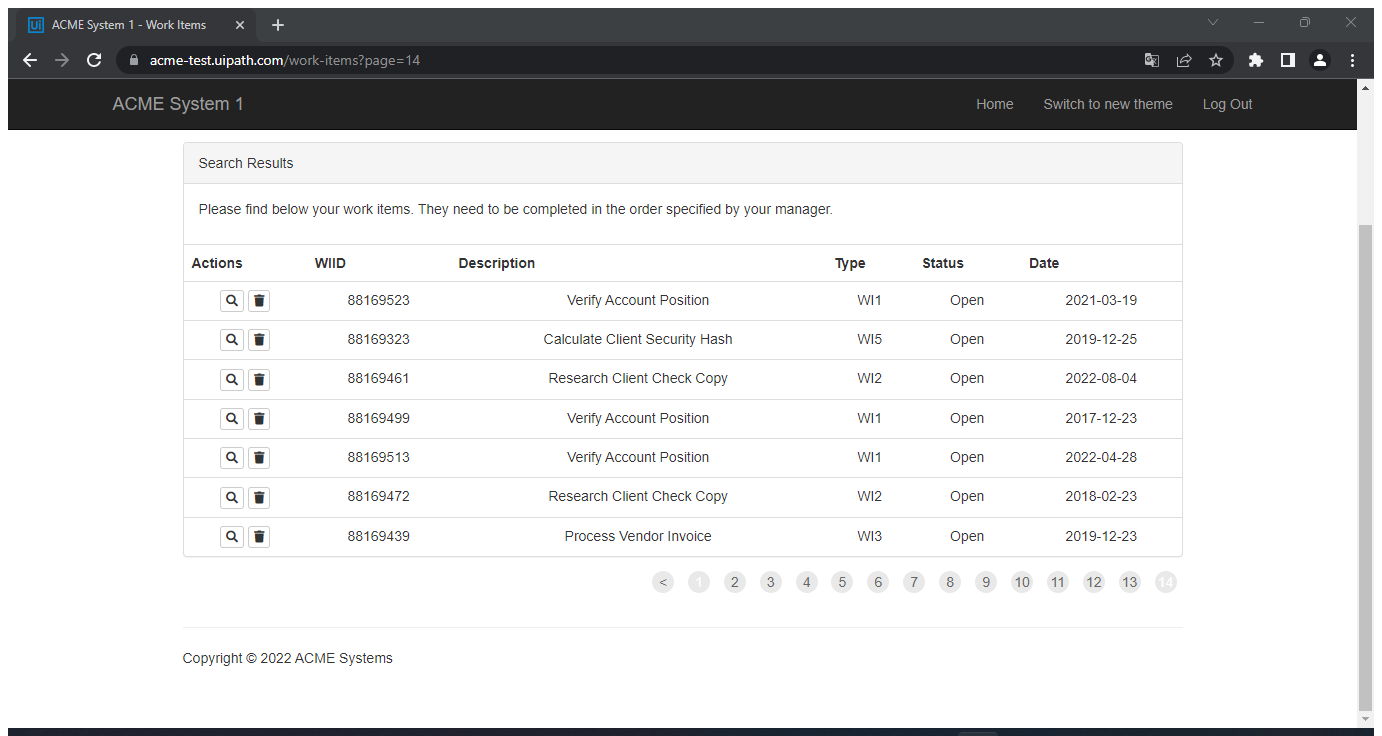 ACME System 1 - Work Items
acme-test.uipath.com/work-items?page=14
ACME System 1 Home Switch to new theme Log Out
Search Results
Please find below your work items. They need to be completed in the order specified by your manager.
Actions WIID Description Type Status Date
88169523 Verify Account Position WI1 Open 2021-03-19
88169323 Calculate Client Security Hash WI5 Open 2019-12-25
88169461 Research Client Check Copy WI2 Open 2022-08-04
88169499 Verify Account Position WI1 Open 2017-12-23
88169513 Verify Account Position WI1 Open 2022-04-28
88169472 Research Client Check Copy WI2 Open 2018-02-23
88169439 Process Vendor Invoice WI3 Open 2019-12-23
< 1 2 3 4 5 6 7 8 9 10 11 12 13 14
Copyright © 2022 ACME Systems